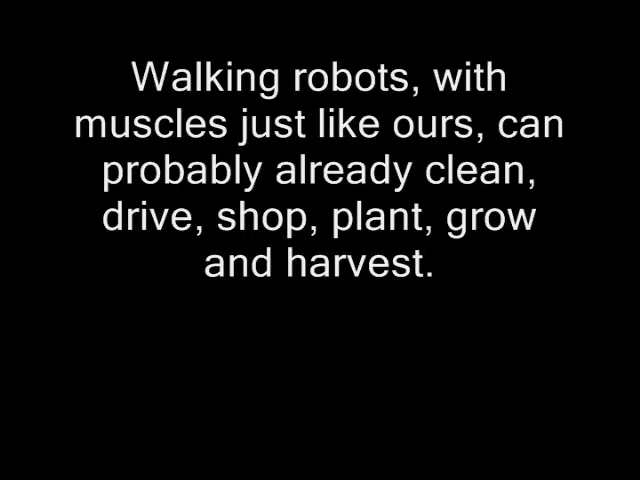 Walking robots, with
muscles just like ours, can
probably already clean,
drive, shop, plant, grow
and harvest.